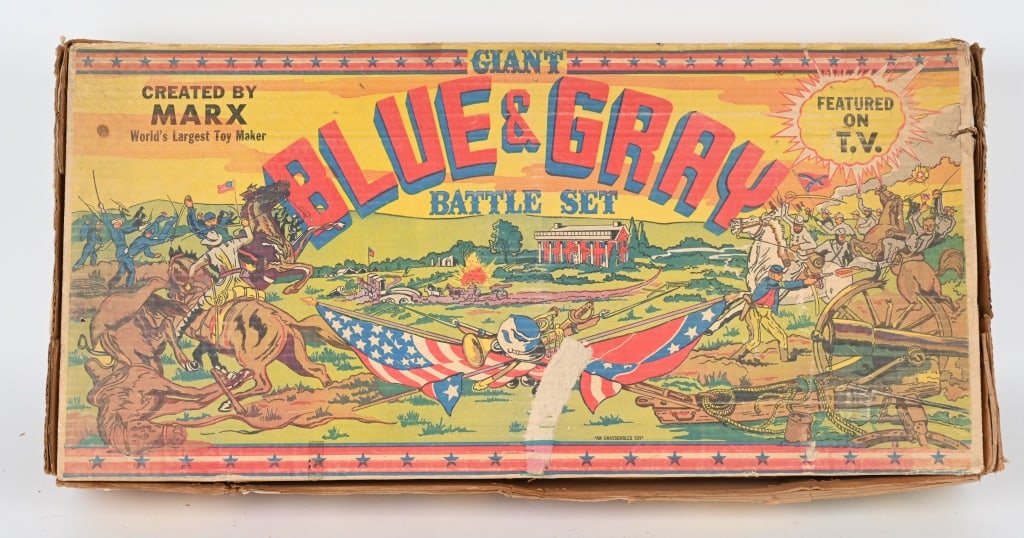 GIANT
BLUE & GRAY
BATTLE SET
CREATED BY
MARX
World's Largest Toy Maker
FEATURED
ON
T.V.
"AN UNASSEMBLED TOY"